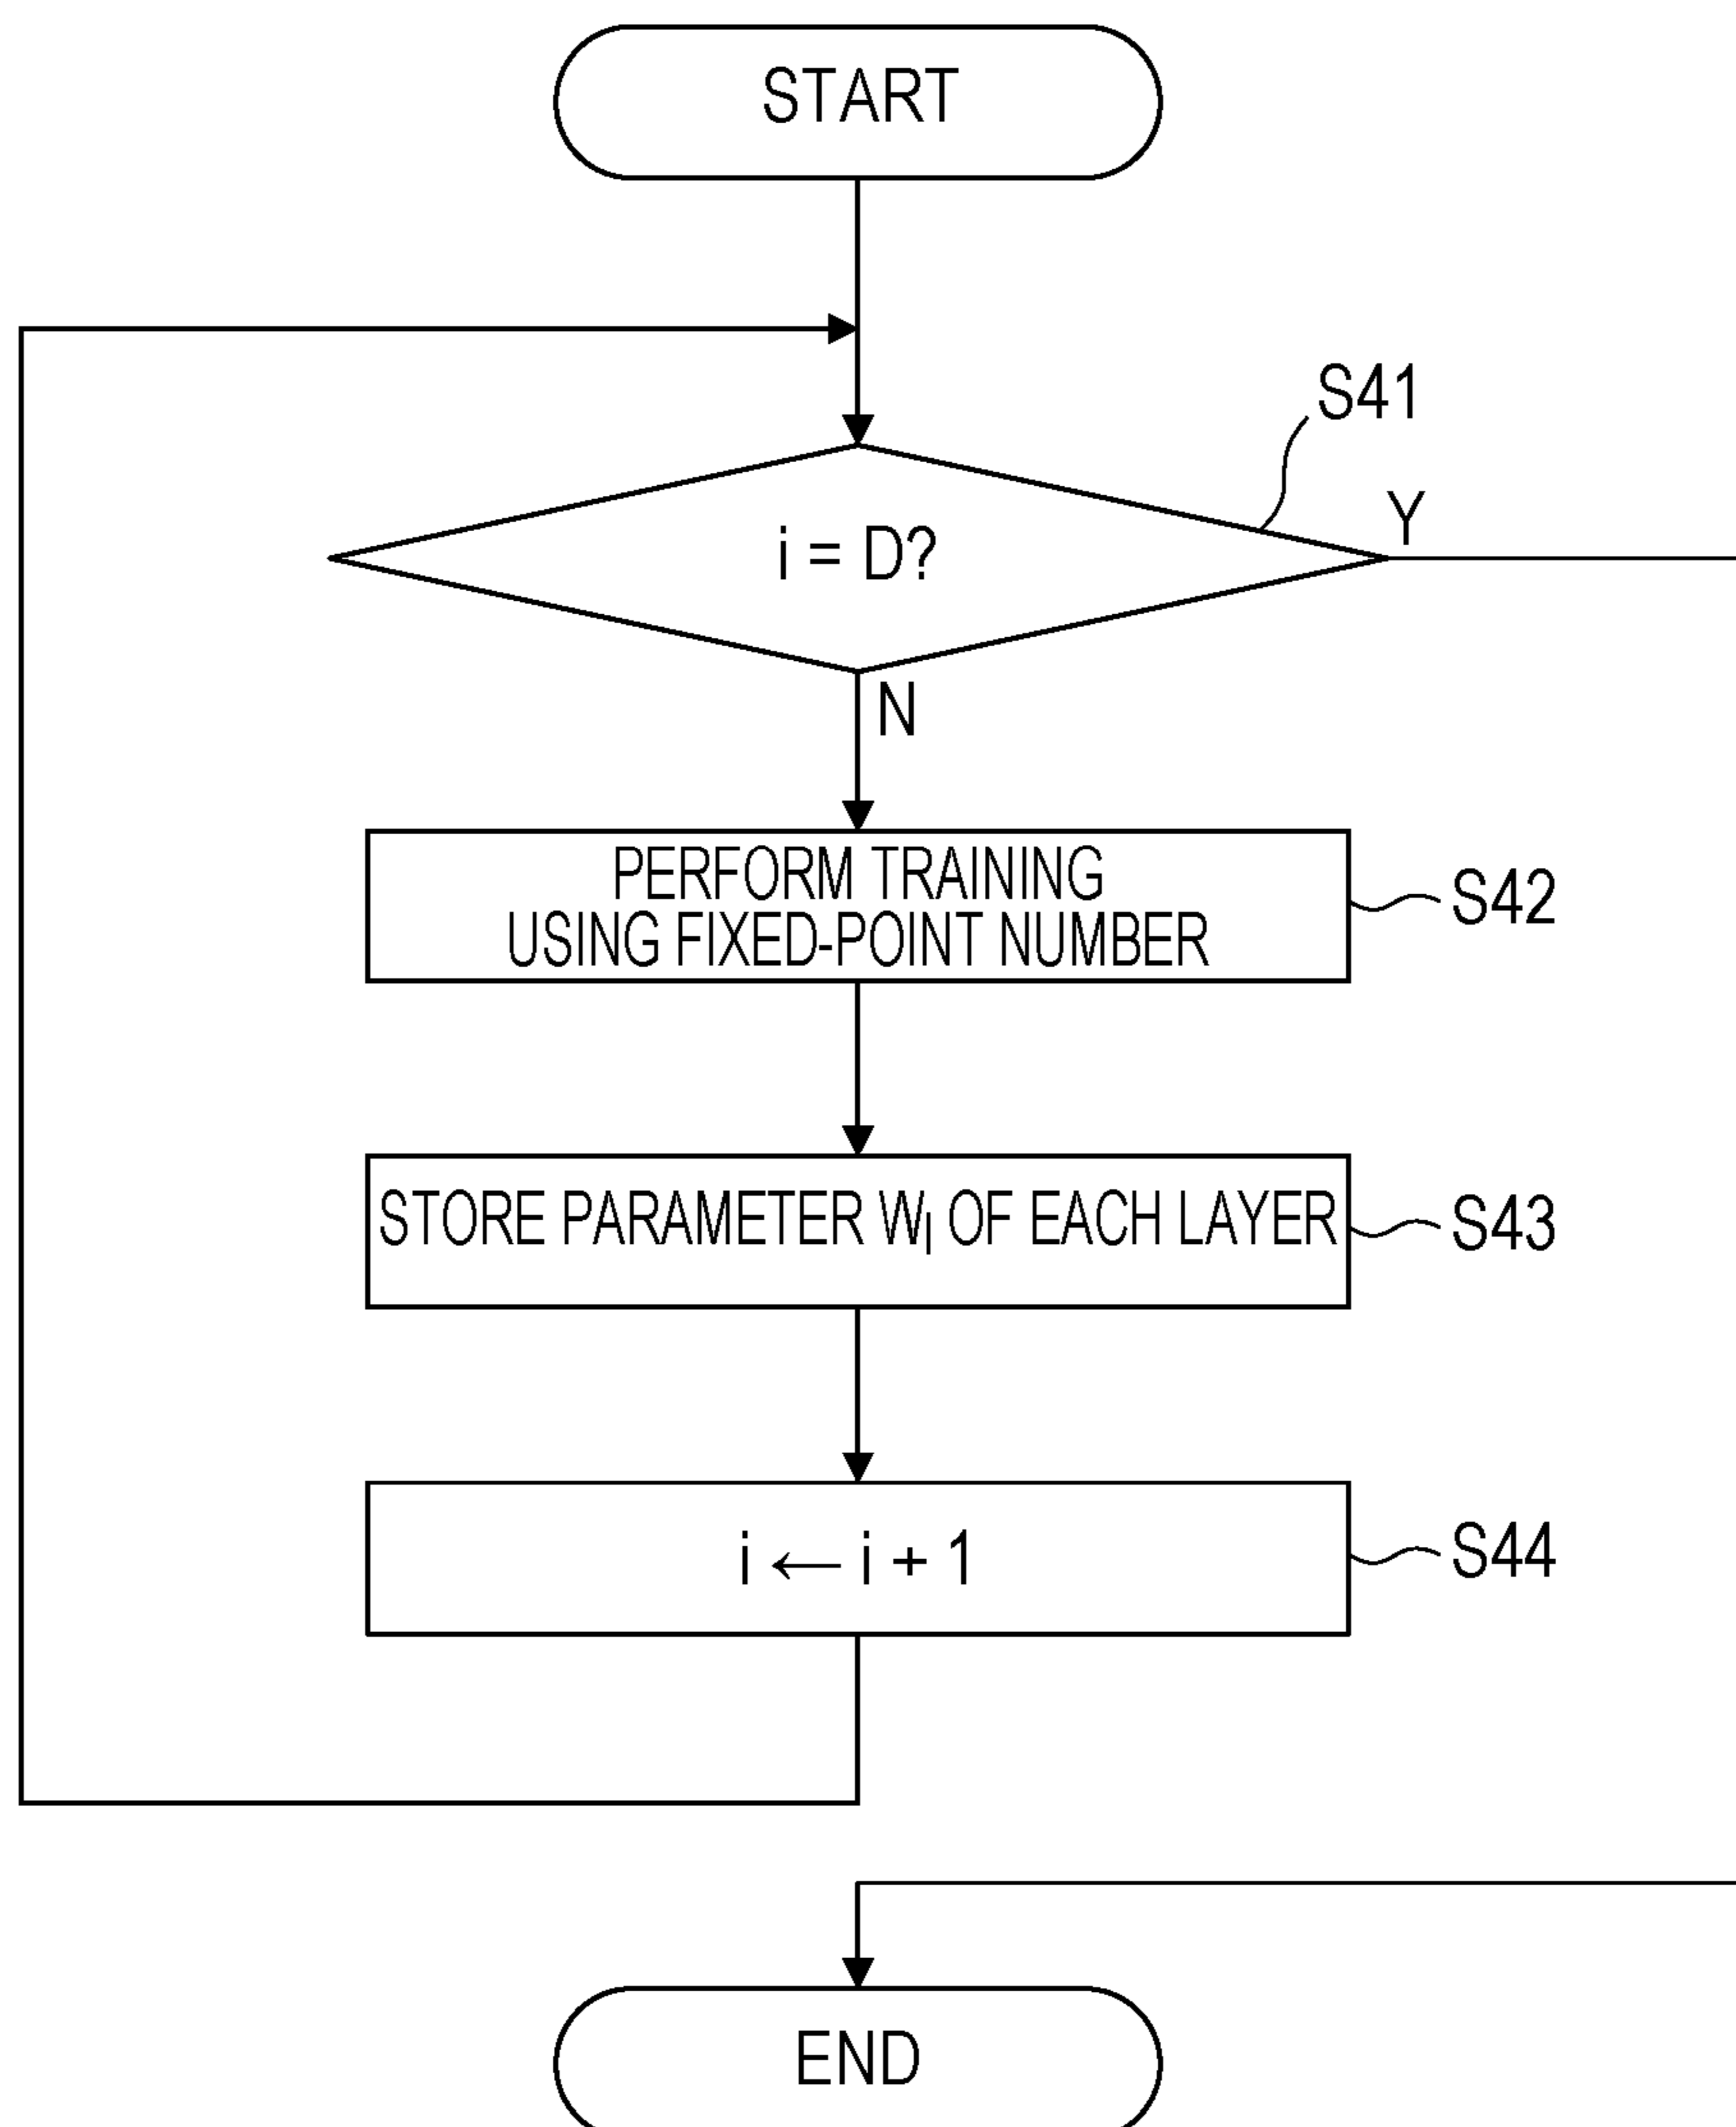 START
S41
i = D?
Y
N
PERFORM TRAINING
USING FIXED-POINT NUMBER
S42
STORE PARAMETER Wl OF EACH LAYER
S43
i ← i + 1
S44
END